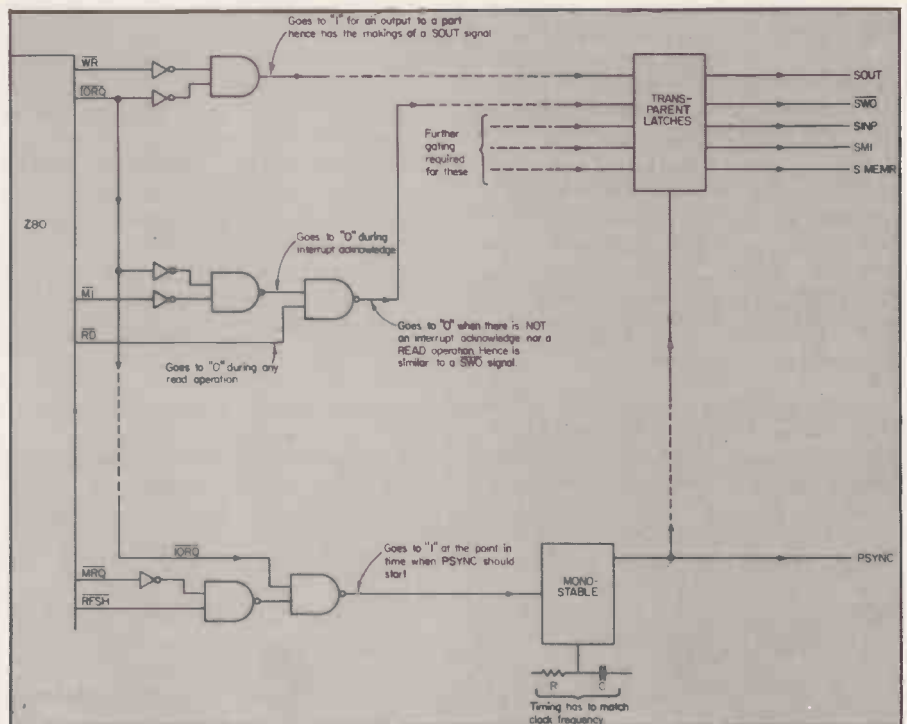 Goes to "1" for an output to a part
hence has the makings of a SOUT signal
WR
IORQ
TRANS-
PARENT
LATCHES
SOUT
SWO
SINP
SMI
S MEMR
Further
gating
required
for these
Z80
Goes to "0" during
interrupt acknowledge
MI
RD
Goes to "0" when there is NOT
an interrupt acknowledge nor a
READ operation. Hence is
similar to a SWO signal.
Goes to "0" during any
read operation
IORQ
Goes to "1" at the point in
time when PSYNC should
start
MRQ
RFSH
MONO-
STABLE
PSYNC
R
C
Timing has to match
clock frequency.